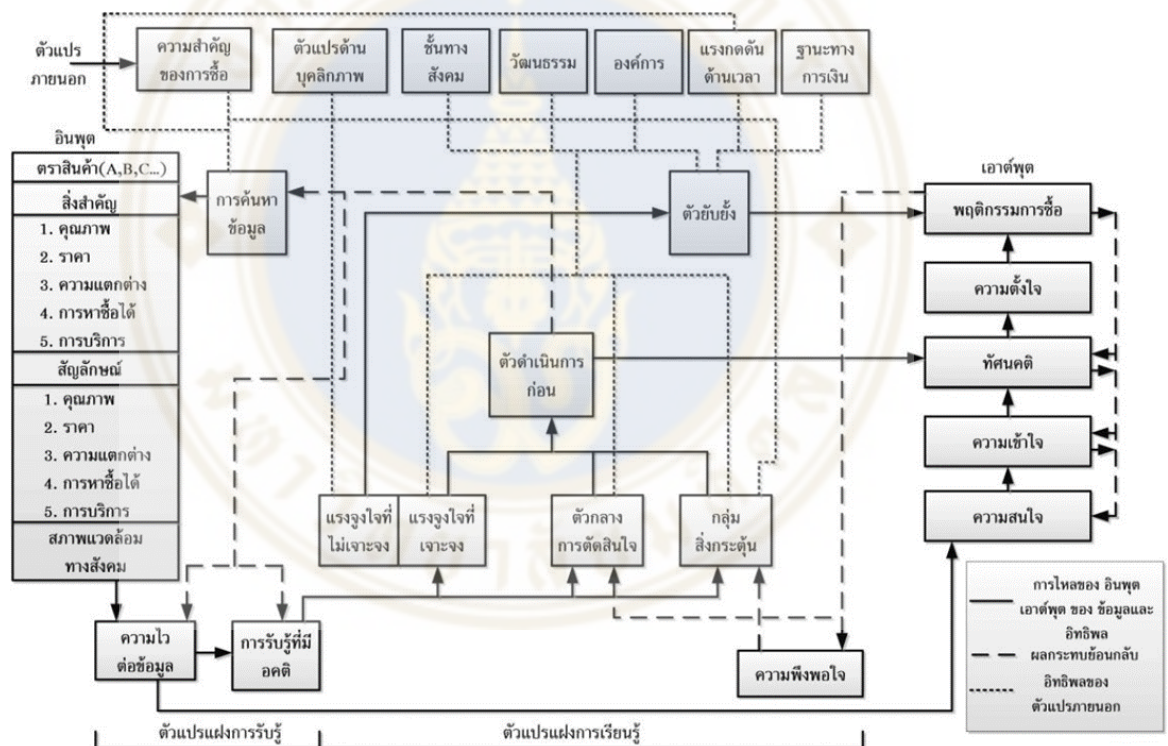 ตัวแปร
ภายนอก
ความสำคัญ
ของการซื้อ
ตัวแปรด้าน
บุคลิกภาพ
ชั้นทาง
สังคม
วัฒนธรรม
องค์การ
แรงกดดัน
ด้านเวลา
ฐานะทาง
การเงิน
อินพุต
ตราสินค้า(A,B,C...)
สิ่งสำคัญ
1. คุณภาพ
2. ราคา
3. ความแตกต่าง
4. การหาซื้อได้
5. การบริการ
สัญลักษณ์
1. คุณภาพ
2. ราคา
3. ความแตกต่าง
4. การหาซื้อได้
5. การบริการ
สภาพแวดล้อม
ทางสังคม
การค้นหา
ข้อมูล
ตัวยับยั้ง
เอาต์พุต
พฤติกรรมการซื้อ
ความตั้งใจ
ทัศนคติ
ความเข้าใจ
ความสนใจ
ตัวดำเนินการ
ก่อน
แรงจูงใจที่
ไม่เจาะจง
แรงจูงใจที่
เจาะจง
ตัวกลาง
การตัดสินใจ
กลุ่ม
สิ่งกระตุ้น
ความไว
ต่อข้อมูล
การรับรู้ที่มี
อคติ
ความพึงพอใจ
การไหลของ อินพุต
เอาต์พุต ของ ข้อมูลและ
อิทธิพล
ผลกระทบย้อนกลับ
อิทธิพลของ
ตัวแปรภายนอก
ตัวแปรแฝงการรับรู้
ตัวแปรแฝงการเรียนรู้